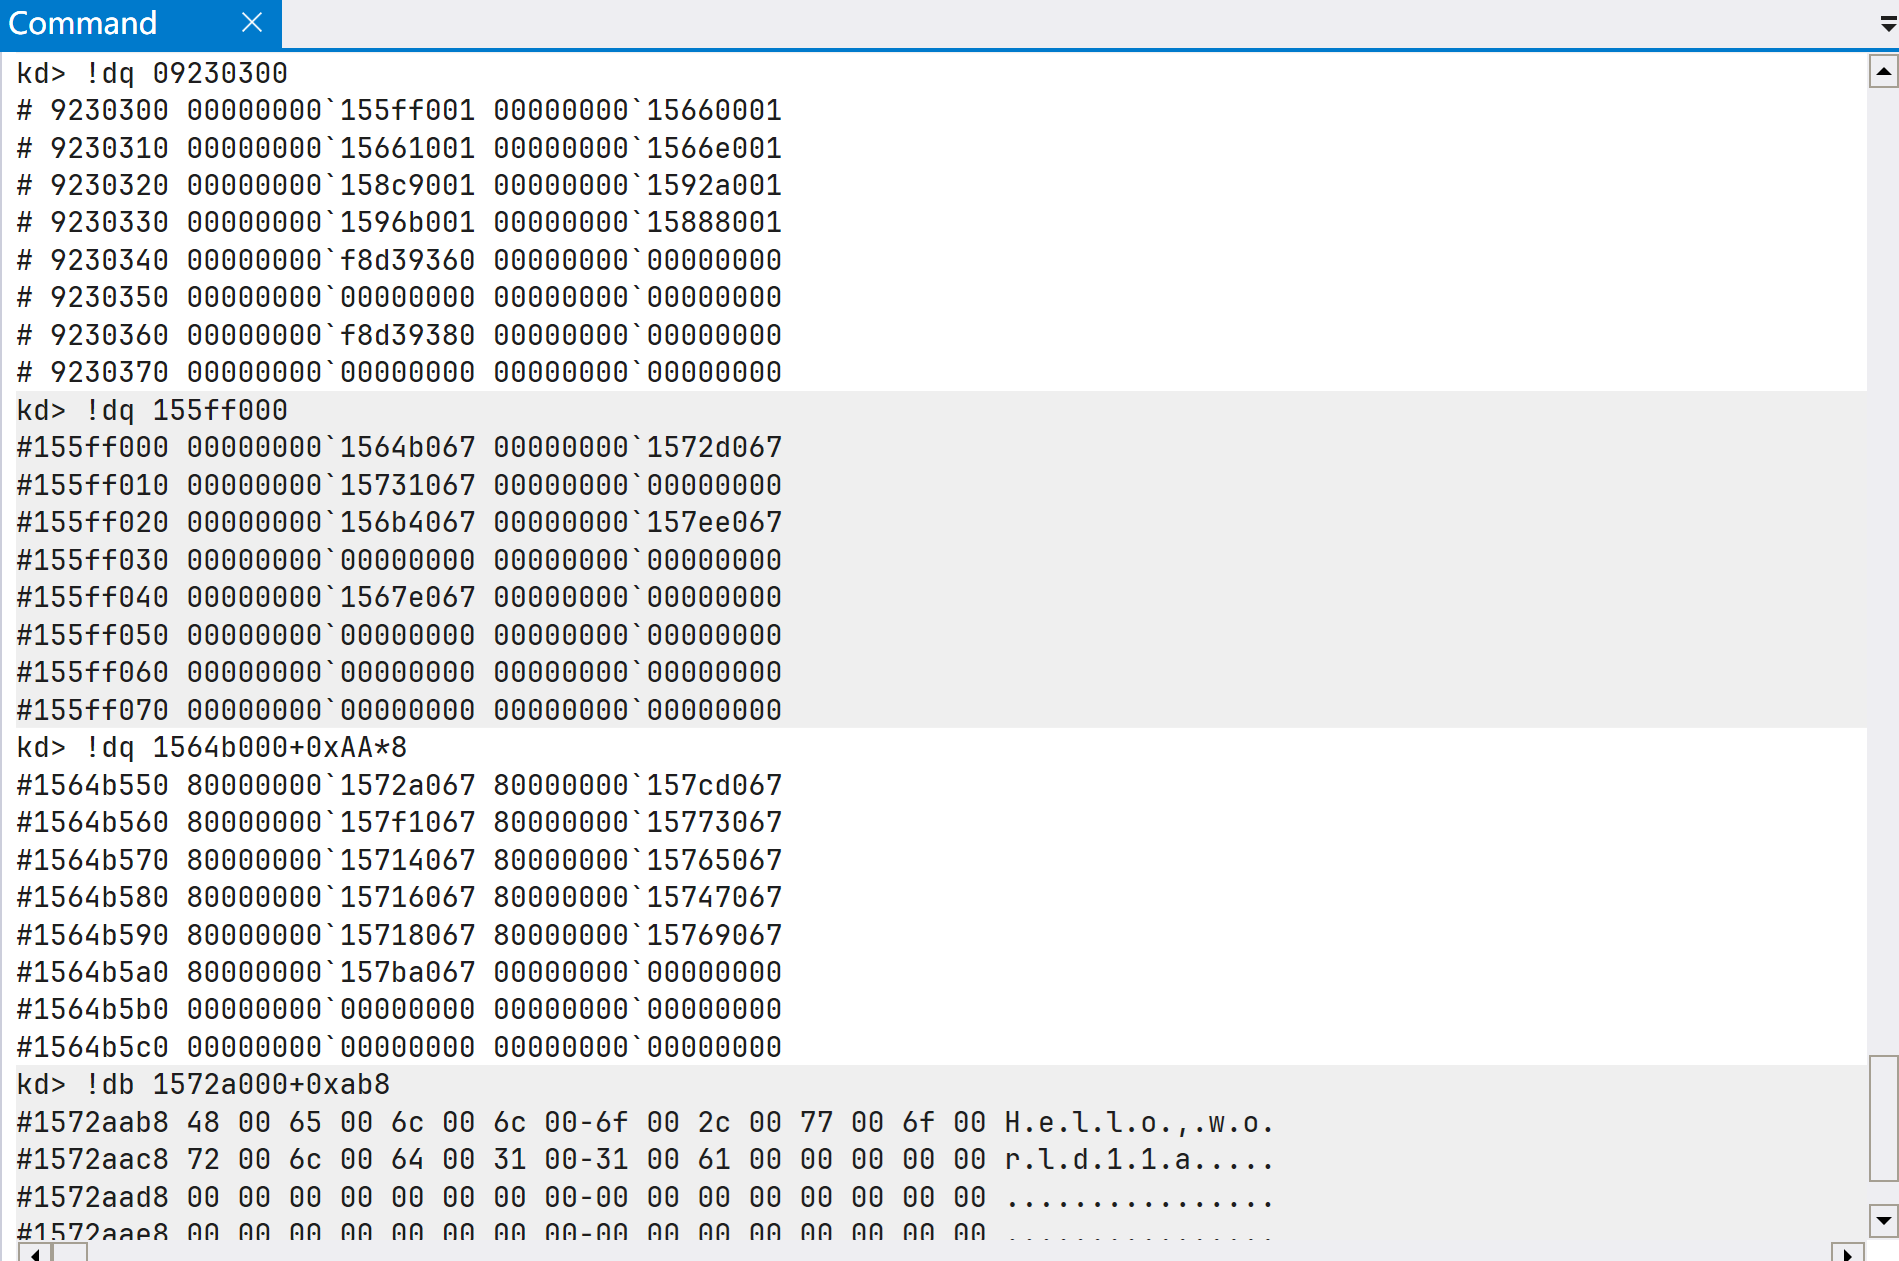 Command
kd> !dq 09230300
# 9230300 00000000`155ff001 00000000`15660001
# 9230310 00000000`15661001 00000000`1566e001
# 9230320 00000000`158c9001 00000000`1592a001
# 9230330 00000000`1596b001 00000000`15888001
# 9230340 00000000`f8d39360 00000000`00000000
# 9230350 00000000`00000000 00000000`00000000
# 9230360 00000000`f8d39380 00000000`00000000
# 9230370 00000000`00000000 00000000`00000000
kd> !dq 155ff000
#155ff000 00000000`1564b067 00000000`1572d067
#155ff010 00000000`15731067 00000000`00000000
#155ff020 00000000`156b4067 00000000`157ee067
#155ff030 00000000`00000000 00000000`00000000
#155ff040 00000000`1567e067 00000000`00000000
#155ff050 00000000`00000000 00000000`00000000
#155ff060 00000000`00000000 00000000`00000000
#155ff070 00000000`00000000 00000000`00000000
kd> !dq 1564b000+0xAA*8
#1564b550 80000000`1572a067 80000000`157cd067
#1564b560 80000000`157f1067 80000000`15773067
#1564b570 80000000`15714067 80000000`15765067
#1564b580 80000000`15716067 80000000`15747067
#1564b590 80000000`15718067 80000000`15769067
#1564b5a0 80000000`157ba067 00000000`00000000
#1564b5b0 00000000`00000000 00000000`00000000
#1564b5c0 00000000`00000000 00000000`00000000
kd> !db 1572a000+0xab8
#1572aab8 48 00 65 00 6c 00 6c 00-6f 00 2c 00 77 00 6f 00 H.e.l.l.o.,.w.o.
#1572aac8 72 00 6c 00 64 00 31 00-31 00 61 00 00 00 00 00 r.l.d.1.1.a.....
#1572aad8 00 00 00 00 00 00 00 00-00 00 00 00 00 00 00 00 ................
#1572aae8 00 00 00 00 00 00 00 00-00 00 00 00 00 00 00 00 ................